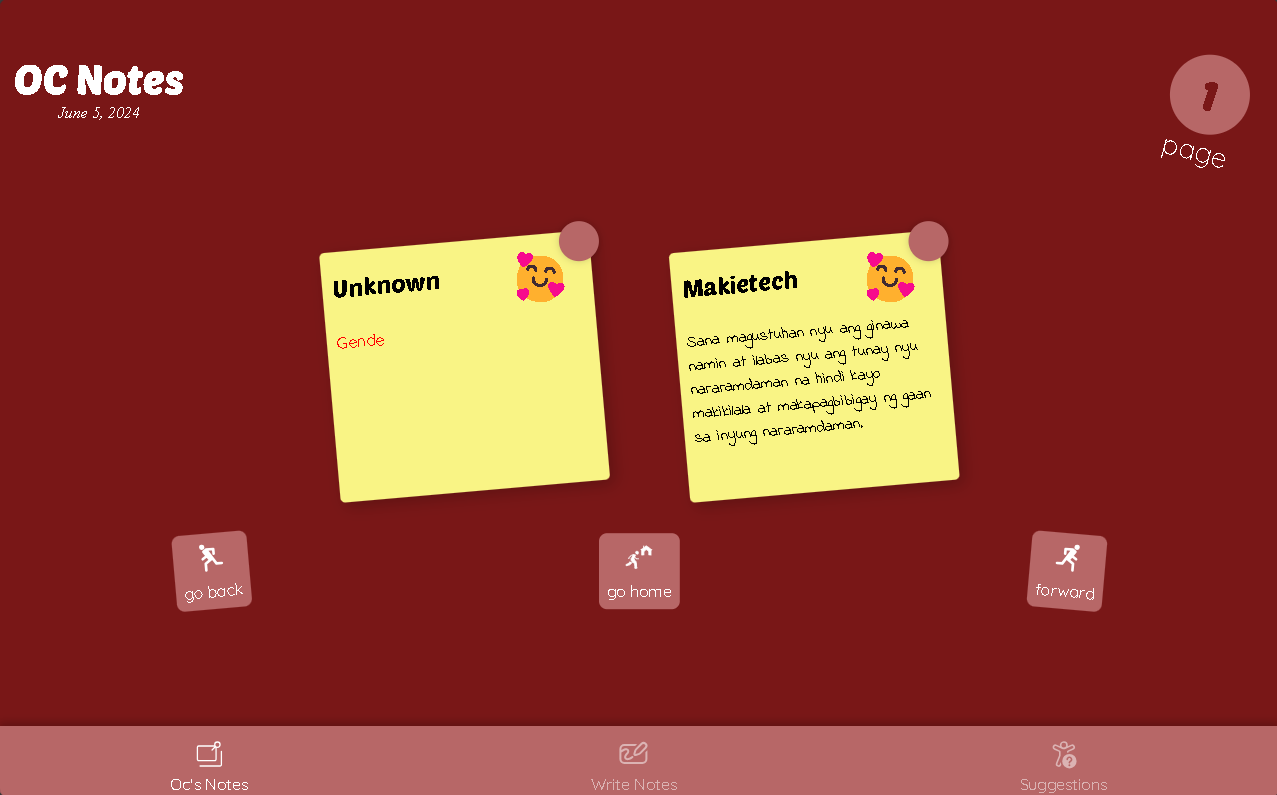 OC Notes
June 5, 2024
1
page
Unknown
Gende
Makietech
Sana magustuhan nyu ang ginawa
namin at ilabas nyu ang tunay nyu
nararamdaman na hindi kayo
makikilala at makapagbibigay ng gaan
sa inyung nararamdaman.
go back
go home
forward
Oc's Notes
Write Notes
Suggestions